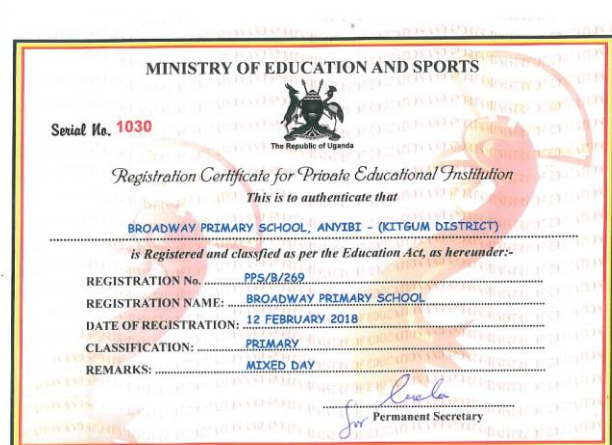 MINISTRY OF EDUCATION AND SPORTS
Serial No. 1030
The Republic of Uganda
Registration Certificate for Private Educational Institution
This is to authenticate that
BROADWAY PRIMARY SCHOOL, ANYIBI - (KITGUM DISTRICT)
is Registered and classfied as per the Education Act, as hereunder:-
REGISTRATION No. PPS/B/269
REGISTRATION NAME: BROADWAY PRIMARY SCHOOL
DATE OF REGISTRATION: 12 FEBRUARY 2018
CLASSIFICATION: PRIMARY
REMARKS: MIXED DAY
for
Permanent Secretary